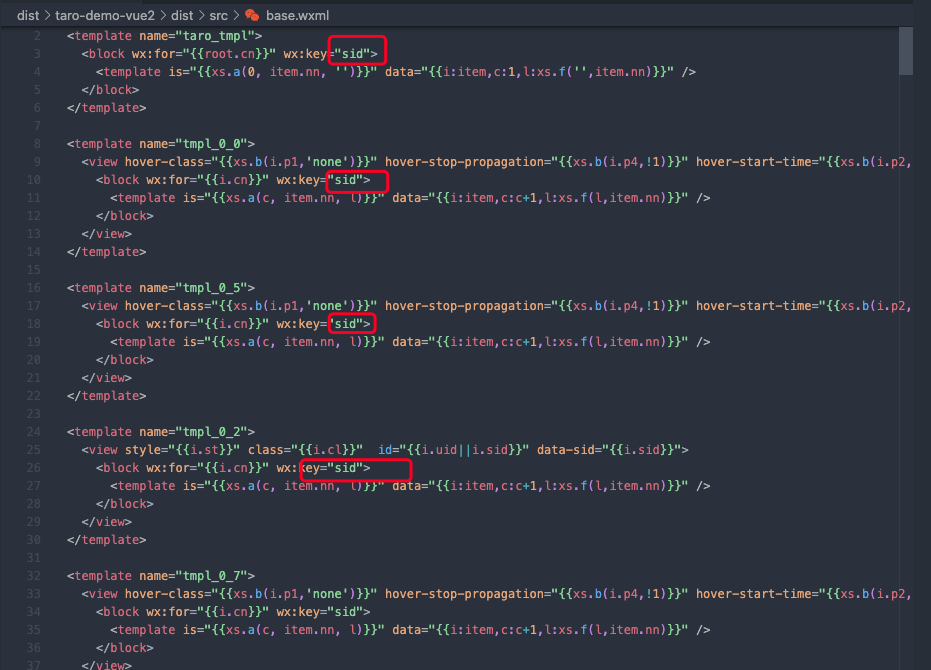 dist > taro-demo-vue2 > dist > src > base.wxml
2 <template name="taro_tmpl">
3 <block wx:for="{{root.cn}}" wx:key="sid">
4 <template is="{{xs.a(0, item.nn, '')}}" data="{{i:item,c:1,l:xs.f('',item.nn)}}" />
5 </block>
6 </template>
7
8 <template name="tmpl_0_0">
9 <view hover-class="{{xs.b(i.p1,'none')}}" hover-stop-propagation="{{xs.b(i.p4,!1)}}" hover-start-time="{{xs.b(i.p2,
10 <block wx:for="{{i.cn}}" wx:key="sid">
11 <template is="{{xs.a(c, item.nn, l)}}" data="{{i:item,c:c+1,l:xs.f(l,item.nn)}}" />
12 </block>
13 </view>
14 </template>
15
16 <template name="tmpl_0_5">
17 <view hover-class="{{xs.b(i.p1,'none')}}" hover-stop-propagation="{{xs.b(i.p4,!1)}}" hover-start-time="{{xs.b(i.p2,
18 <block wx:for="{{i.cn}}" wx:key="sid">
19 <template is="{{xs.a(c, item.nn, l)}}" data="{{i:item,c:c+1,l:xs.f(l,item.nn)}}" />
20 </block>
21 </view>
22 </template>
23
24 <template name="tmpl_0_2">
25 <view style="{{i.st}}" class="{{i.cl}}"  id="{{i.uid||i.sid}}" data-sid="{{i.sid}}">
26 <block wx:for="{{i.cn}}" wx:key="sid">
27 <template is="{{xs.a(c, item.nn, l)}}" data="{{i:item,c:c+1,l:xs.f(l,item.nn)}}" />
28 </block>
29 </view>
30 </template>
31
32 <template name="tmpl_0_7">
33 <view hover-class="{{xs.b(i.p1,'none')}}" hover-stop-propagation="{{xs.b(i.p4,!1)}}" hover-start-time="{{xs.b(i.p2,
34 <block wx:for="{{i.cn}}" wx:key="sid">
35 <template is="{{xs.a(c, item.nn, l)}}" data="{{i:item,c:c+1,l:xs.f(l,item.nn)}}" />
36 </block>
37 </view>